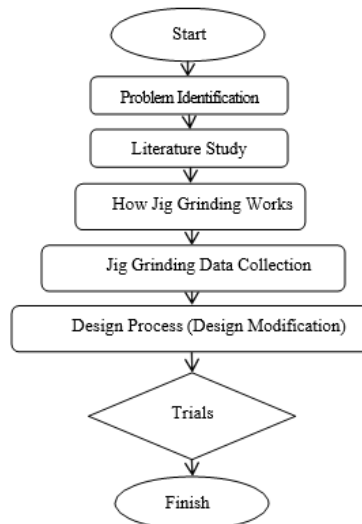 Start
Problem Identification
Literature Study
How Jig Grinding Works
Jig Grinding Data Collection
Design Process (Design Modification)
Trials
Finish